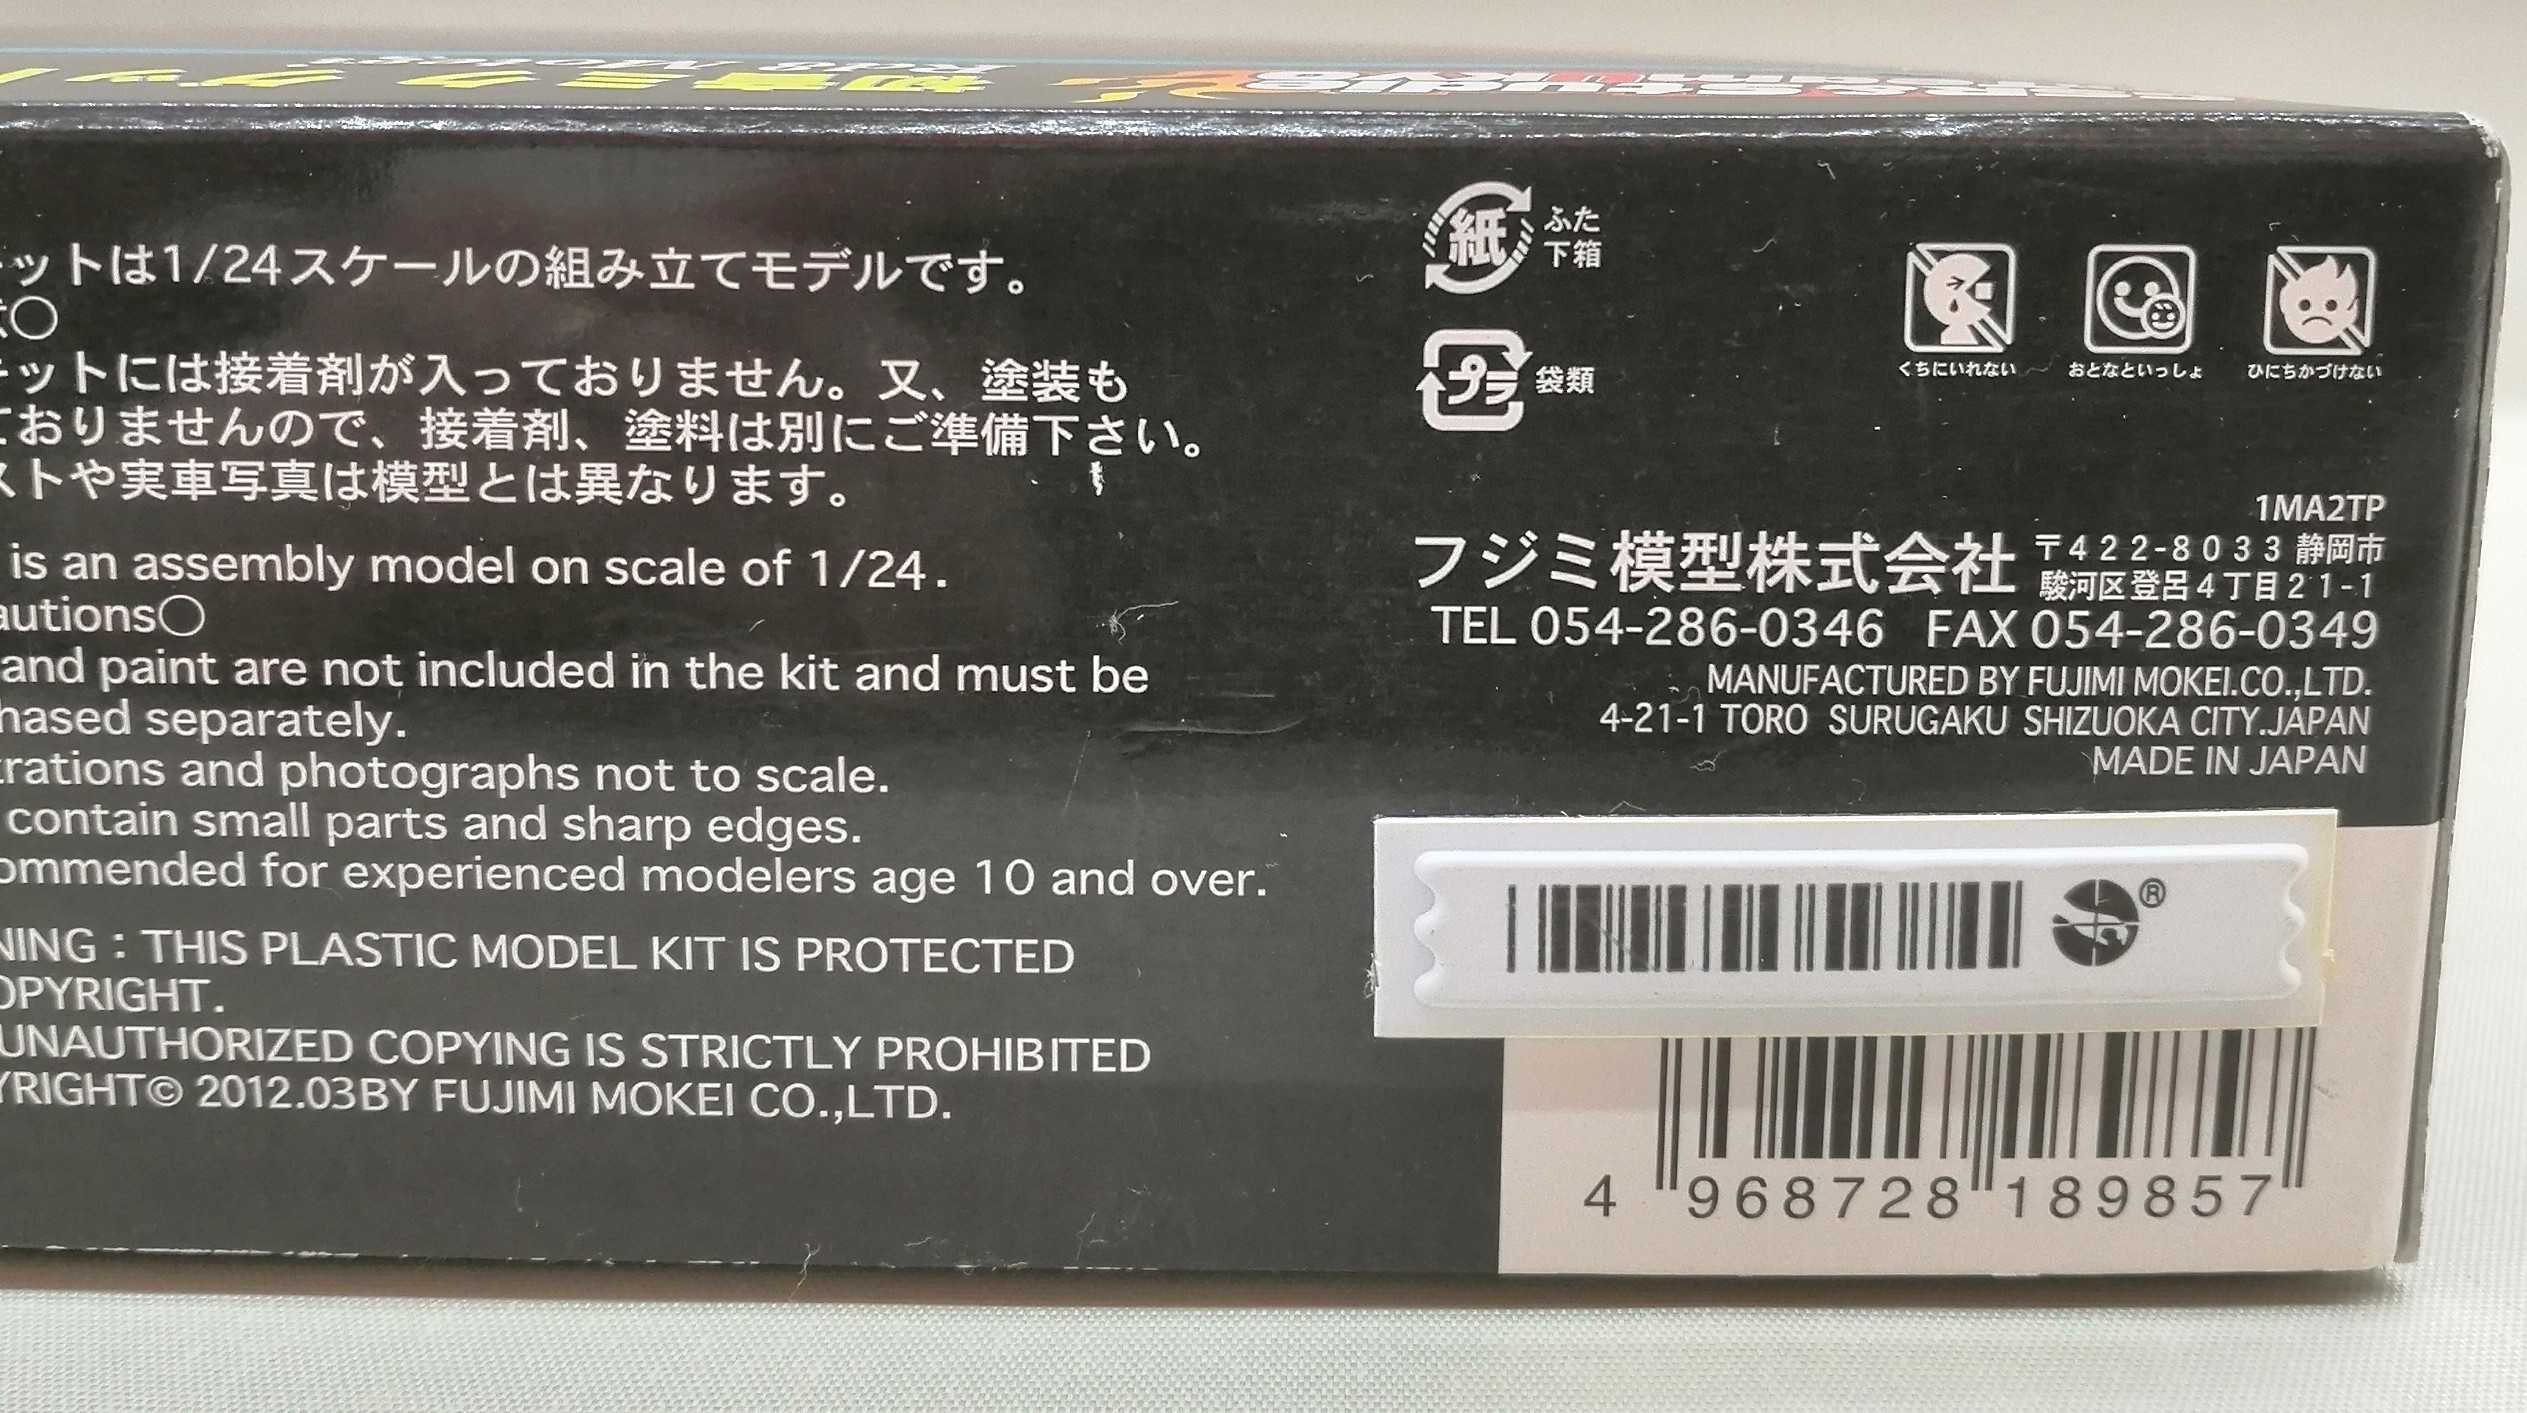 初音ミク グッ
ットは1/24スケールの組み立てモデルです。
○
ットには接着剤が入っておりません。又、塗装も
ておりませんので、接着剤、塗料は別にご準備下さい。
ストや実車写真は模型とは異なります。
is an assembly model on scale of 1/24.
autions○
and paint are not included in the kit and must be
hased separately.
trations and photographs not to scale.
contain small parts and sharp edges.
ommended for experienced modelers age 10 and over.
NING : THIS PLASTIC MODEL KIT IS PROTECTED
OPYRIGHT.
UNAUTHORIZED COPYING IS STRICTLY PROHIBITED
YRIGHT© 2012.03BY FUJIMI MOKEI CO.,LTD.
紙 ふた
下箱
プラ 袋類
くちにいれない おとなといっしょ ひにちかづけない
1MA2TP
フジミ模型株式会社 〒422-8033 静岡市
駿河区登呂4丁目21-1
TEL 054-286-0346 FAX 054-286-0349
MANUFACTURED BY FUJIMI MOKEI.CO.,LTD.
4-21-1 TORO SURUGAKU SHIZUOKA CITY.JAPAN
MADE IN JAPAN
®
4 968728 189857